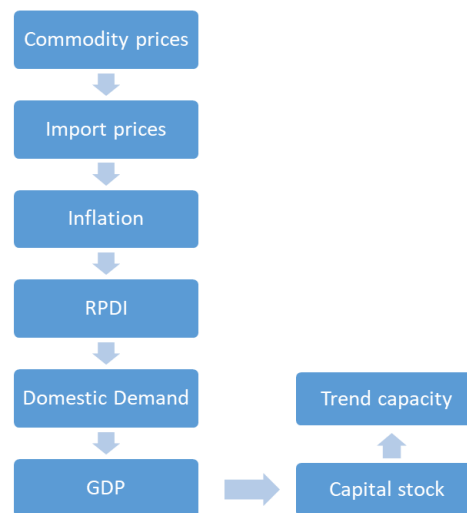 Commodity prices
Import prices
Inflation
RPDI
Domestic Demand
GDP
Trend capacity
Capital stock